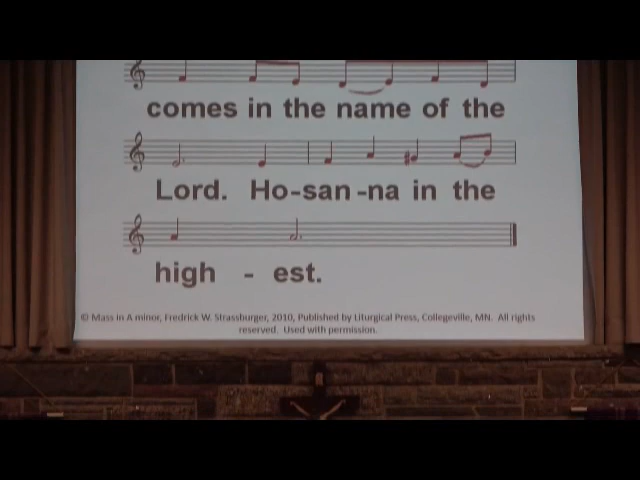 comes in the name of the
Lord. Ho-san-na in the
high - est.
© Mass in A minor, Fredrick W. Strassburger, 2010, Published by Liturgical Press, Collegeville, MN. All rights
reserved. Used with permission.